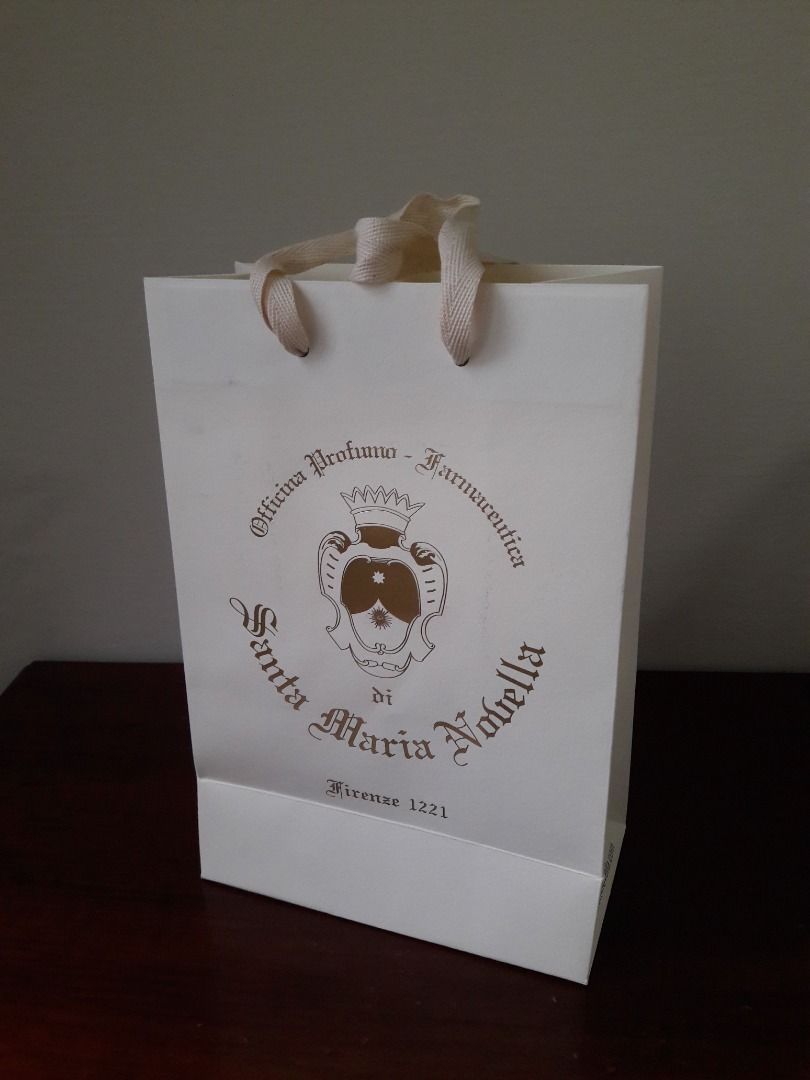 Officina Profumo - Farmaceutica
di
Santa Maria Novella
Firenze 1221